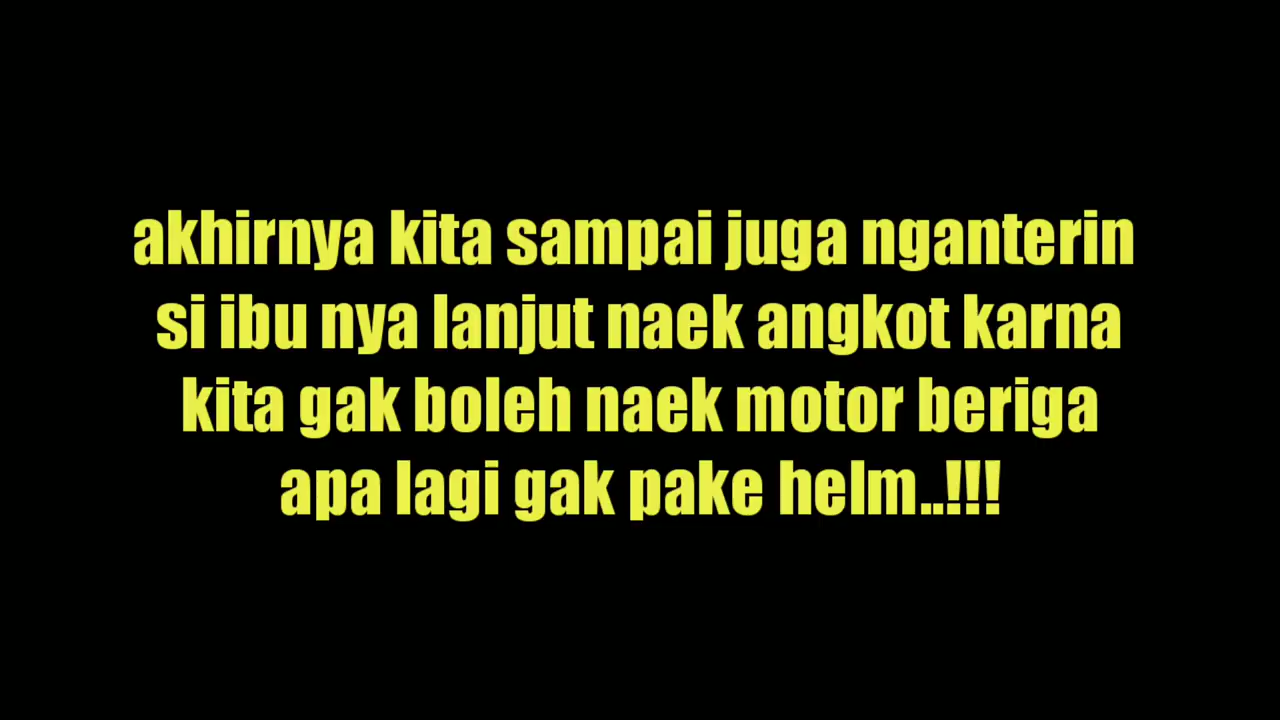 akhirnya kita sampai juga nganterin
si ibu nya lanjut naek angkot karna
kita gak boleh naek motor beriga
apa lagi gak pake helm..!!!